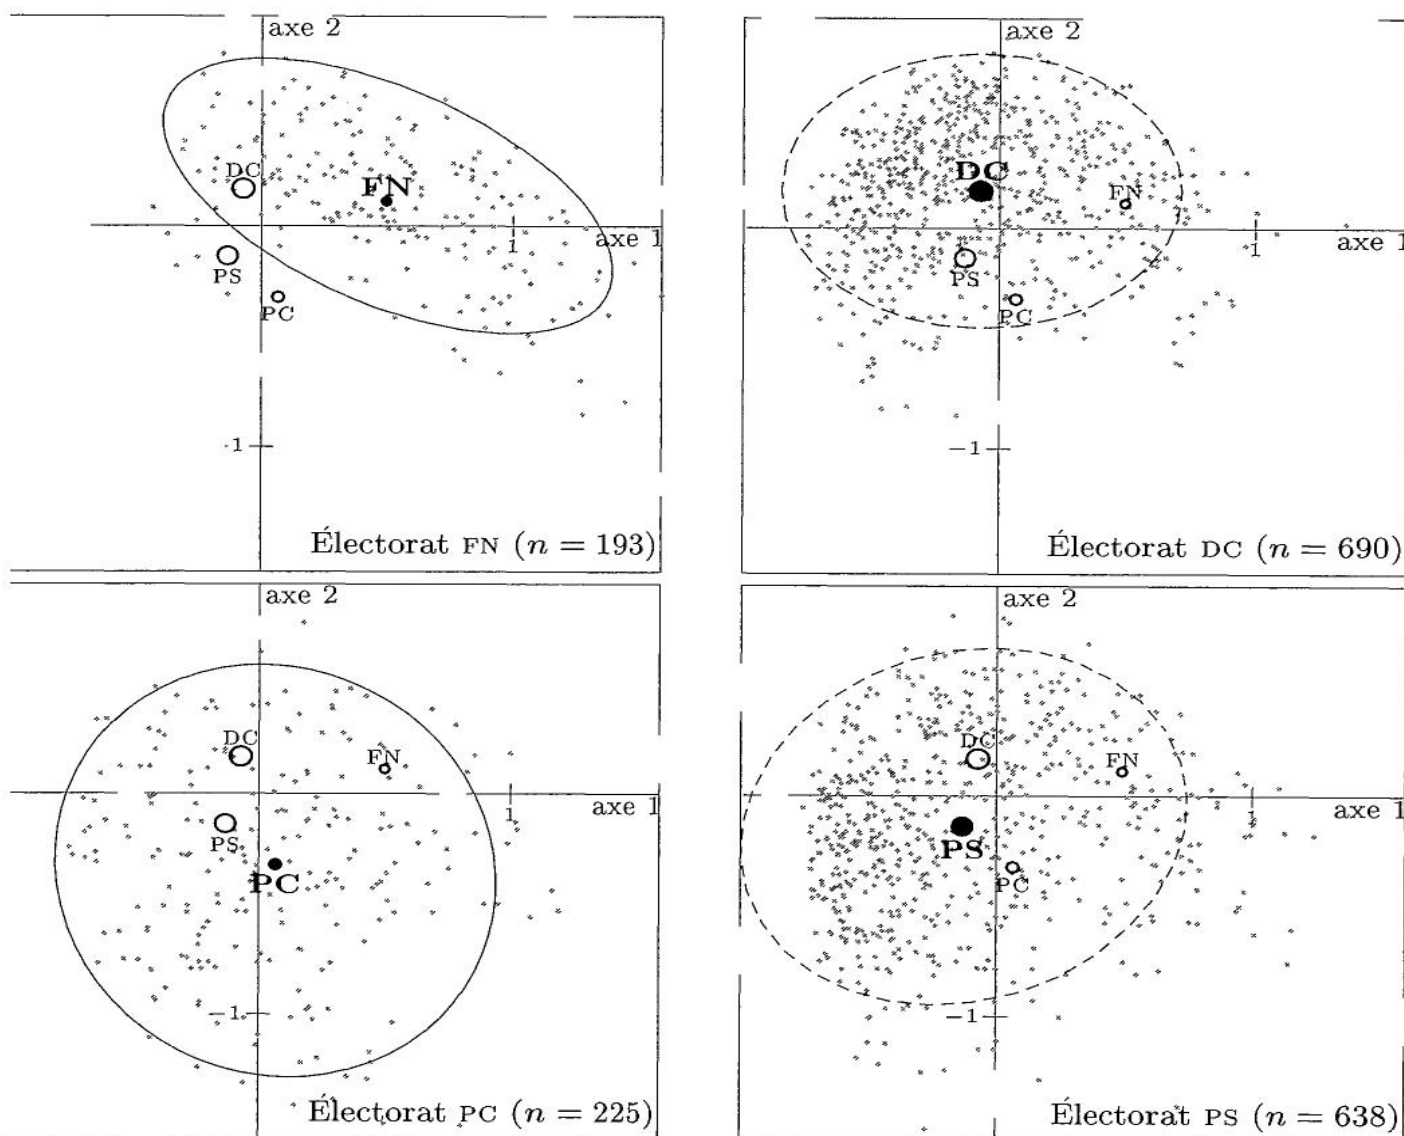 axe 2
DC
FN
1
axe 1
PS
PC
-1
Électorat FN (n = 193)
axe 2
DC
FN
1
axe 1
PS
PC
−1
Électorat DC (n = 690)
axe 2
DC
FN
1
axe 1
PS
PC
−1
Électorat PC (n = 225)
axe 2
DC
FN
1
axe 1
PS
PC
−1
Électorat PS (n = 638)